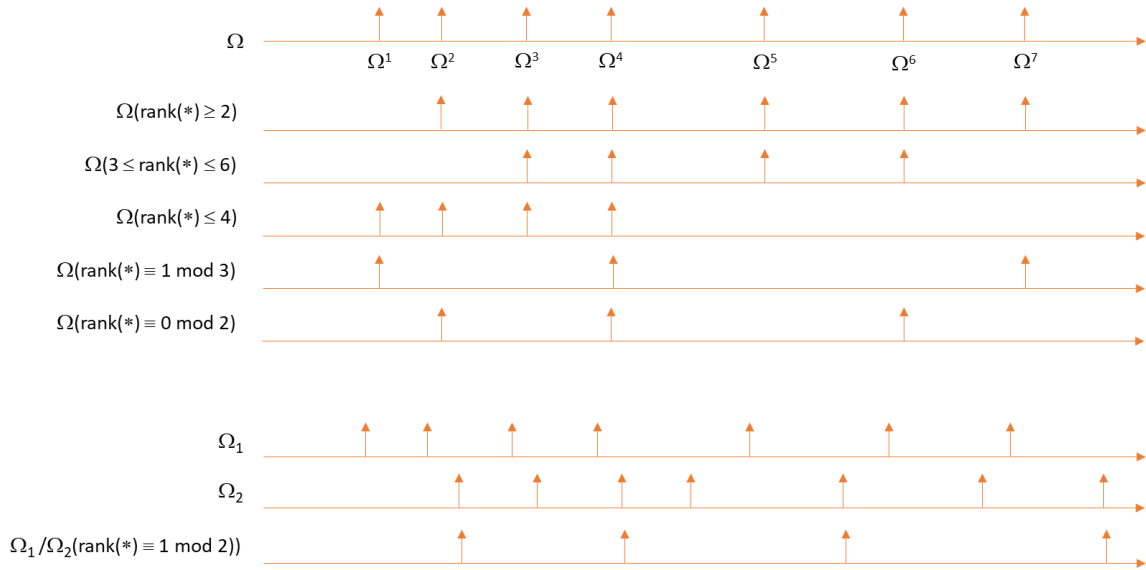 Ω
Ω¹ Ω² Ω³ Ω⁴ Ω⁵ Ω⁶ Ω⁷
Ω(rank(∗) ≥ 2)
Ω(3 ≤ rank(∗) ≤ 6)
Ω(rank(∗) ≤ 4)
Ω(rank(∗) ≡ 1 mod 3)
Ω(rank(∗) ≡ 0 mod 2)
Ω₁
Ω₂
Ω₁ /Ω₂(rank(∗) ≡ 1 mod 2))